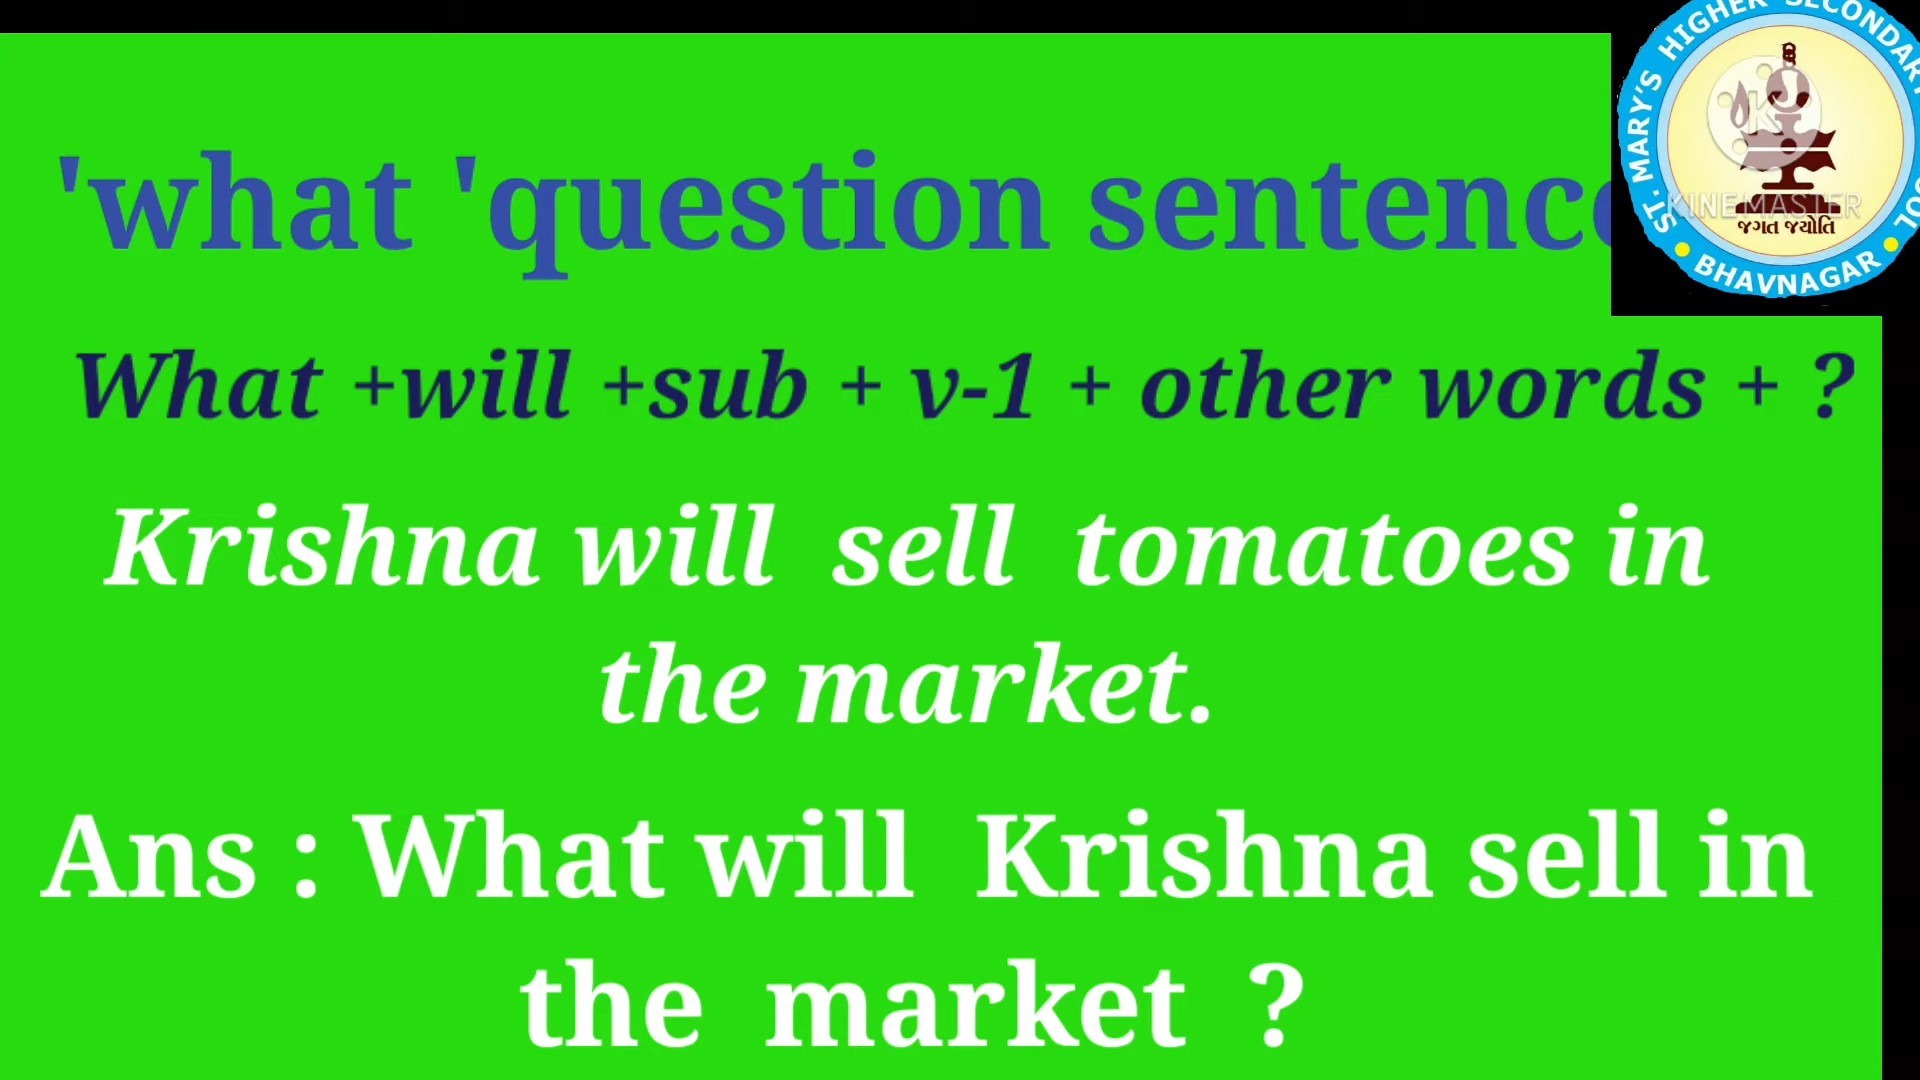 'what 'question sentenc
What +will +sub + v-1 + other words + ?
Krishna will sell tomatoes in
the market.
Ans : What will Krishna sell in
the market ?
ST. MARY'S HIGHER SECONDARY
BHAVNAGAR
જગત જ્યોતિ
KINEMASTER